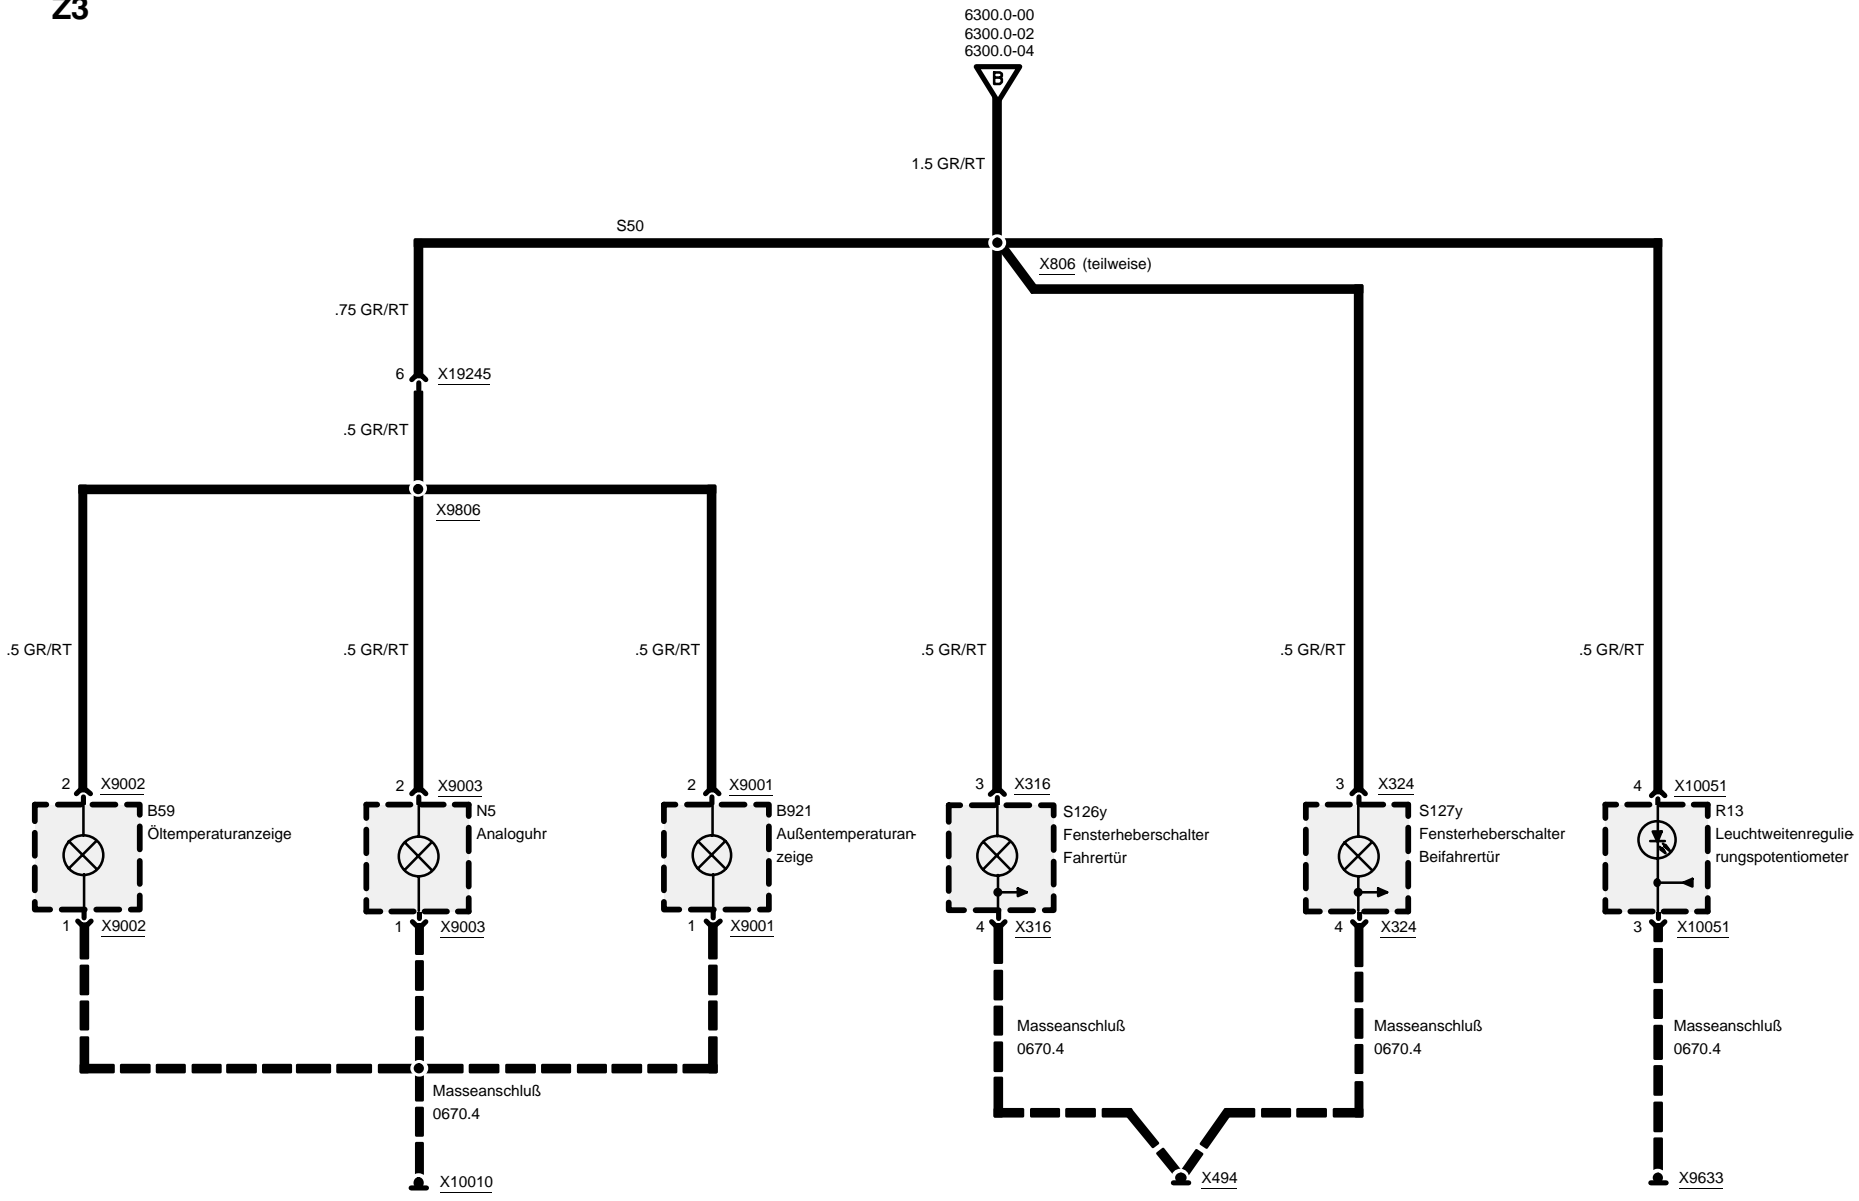 Z3
6300.0-00
6300.0-02
6300.0-04
B
1.5 GR/RT
S50
X806 (teilweise)
.75 GR/RT
6 X19245
.5 GR/RT
X9806
.5 GR/RT
.5 GR/RT
.5 GR/RT
.5 GR/RT
.5 GR/RT
.5 GR/RT
2 X9002
B59
Öltemperaturanzeige
1 X9002
2 X9003
N5
Analoguhr
1 X9003
2 X9001
B921
Außentemperaturan-
zeige
1 X9001
3 X316
S126y
Fensterheberschalter
Fahrertür
4 X316
3 X324
S127y
Fensterheberschalter
Beifahrertür
4 X324
4 X10051
R13
Leuchtweitenregulie-
rungspotentiometer
3 X10051
Masseanschluß
0670.4
Masseanschluß
0670.4
Masseanschluß
0670.4
Masseanschluß
0670.4
X10010
X494
X9633